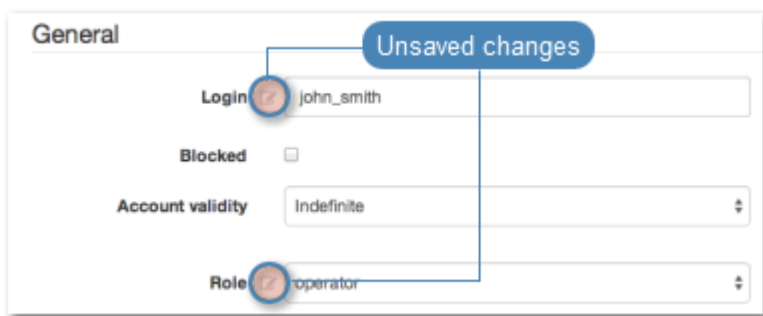 General
Unsaved changes
Login john_smith
Blocked
Account validity Indefinite
Role operator